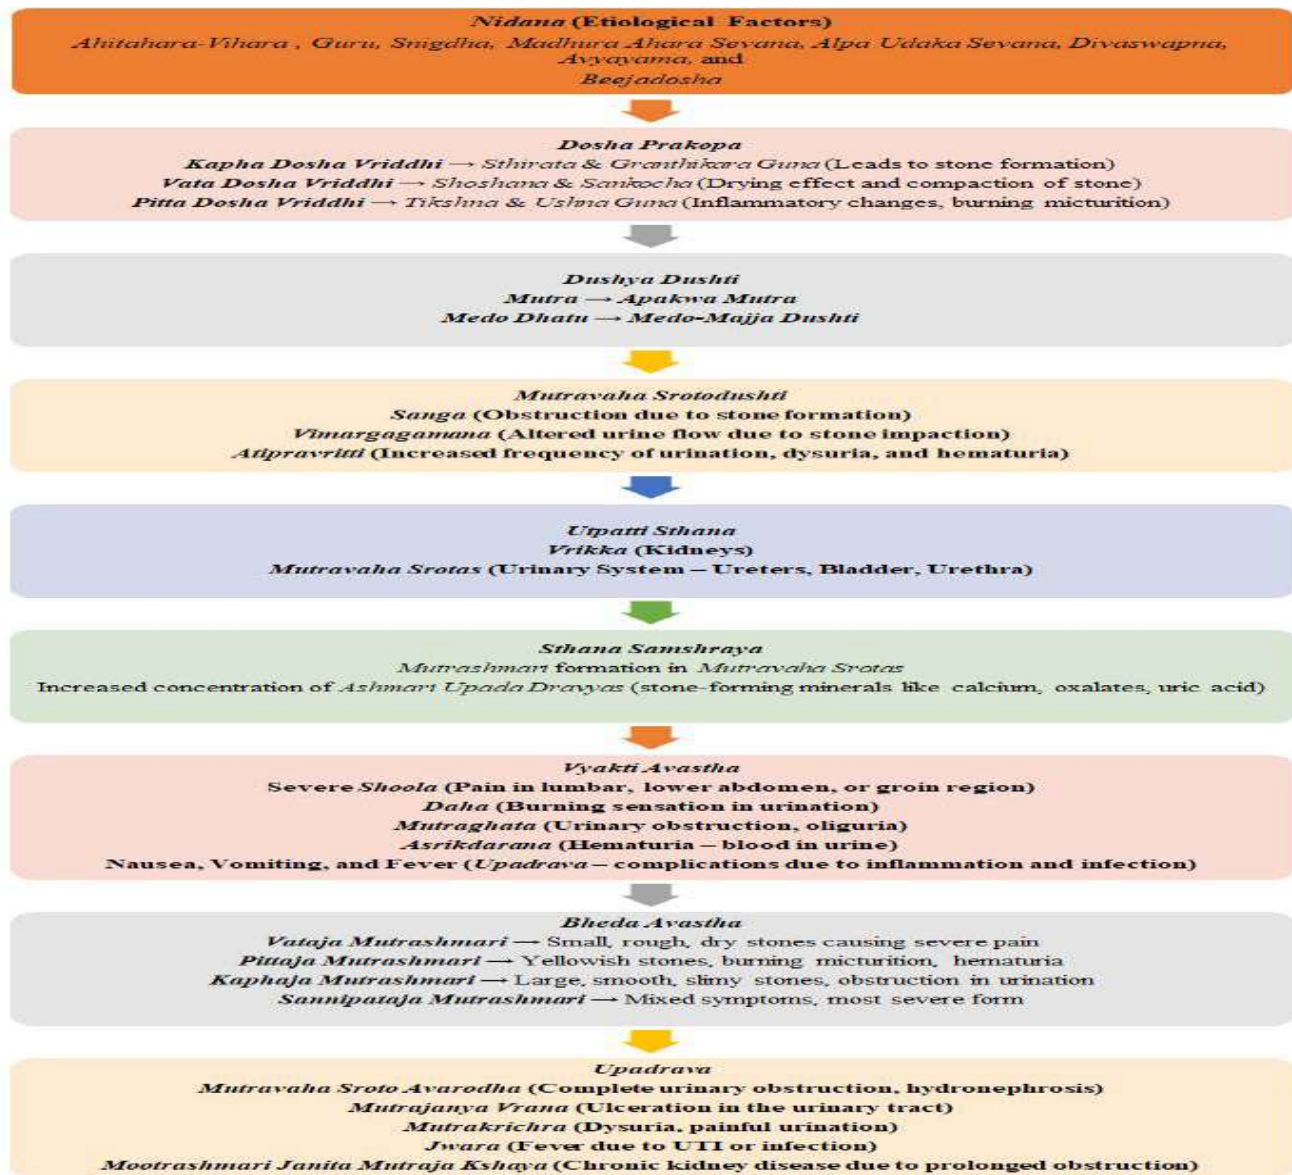 Nidana (Etiological Factors)
Ahitahara-Vihara , Guru, Snigdha, Madhura Ahara Sevana, Alpa Udaka Sevana, Divaswapna,
Avyayama, and
Beejadosha
Dosha Prakopa
Kapha Dosha Vriddhi → Sthirata & Granthikara Guna (Leads to stone formation)
Vata Dosha Vriddhi → Shoshana & Sankocha (Drying effect and compaction of stone)
Pitta Dosha Vriddhi → Tikshna & Ushna Guna (Inflammatory changes, burning micturition)
Dushya Dushti
Mutra → Apakwa Mutra
Medo Dhatu → Medo-Majja Dushti
Mutravaha Srotodushti
Sanga (Obstruction due to stone formation)
Vimargagamana (Altered urine flow due to stone impaction)
Atipravritti (Increased frequency of urination, dysuria, and hematuria)
Utpatti Sthana
Vrikka (Kidneys)
Mutravaha Srotas (Urinary System – Ureters, Bladder, Urethra)
Sthana Samshraya
Mutrashmari formation in Mutravaha Srotas
Increased concentration of Ashmari Upada Dravyas (stone-forming minerals like calcium, oxalates, uric acid)
Vyakti Avastha
Severe Shoola (Pain in lumbar, lower abdomen, or groin region)
Daha (Burning sensation in urination)
Mutraghata (Urinary obstruction, oliguria)
Asrikdarana (Hematuria – blood in urine)
Nausea, Vomiting, and Fever (Upadrava – complications due to inflammation and infection)
Bheda Avastha
Vataja Mutrashmari → Small, rough, dry stones causing severe pain
Pittaja Mutrashmari → Yellowish stones, burning micturition, hematuria
Kaphaja Mutrashmari → Large, smooth, slimy stones, obstruction in urination
Sannipataja Mutrashmari → Mixed symptoms, most severe form
Upadrava
Mutravaha Sroto Avarodha (Complete urinary obstruction, hydronephrosis)
Mutrajanya Vrana (Ulceration in the urinary tract)
Mutrakrichra (Dysuria, painful urination)
Jwara (Fever due to UTI or infection)
Mootrashmari Janita Mutraja Kshaya (Chronic kidney disease due to prolonged obstruction)